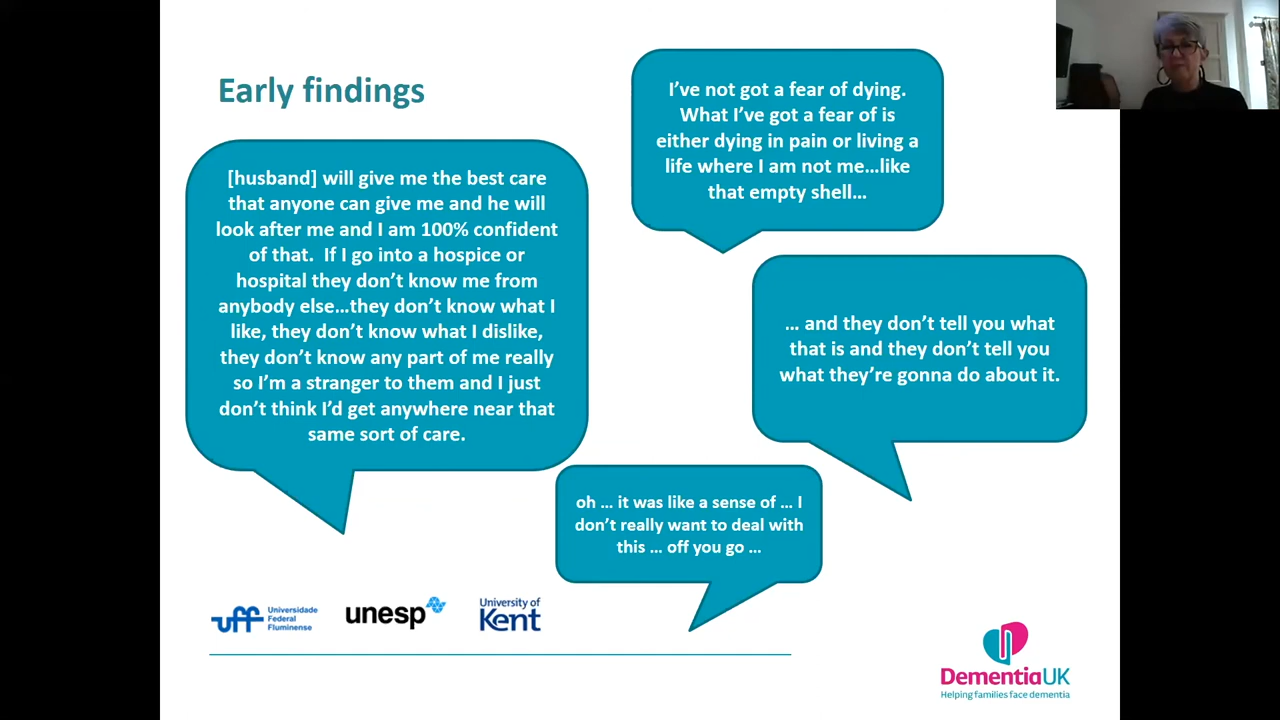 Early findings
[husband] will give me the best care
that anyone can give me and he will
look after me and I am 100% confident
of that.  If I go into a hospice or
hospital they don’t know me from
anybody else…they don’t know what I
like, they don’t know what I dislike,
they don’t know any part of me really
so I’m a stranger to them and I just
don’t think I’d get anywhere near that
same sort of care.
I’ve not got a fear of dying.
What I’ve got a fear of is
either dying in pain or living a
life where I am not me…like
that empty shell…
… and they don’t tell you what
that is and they don’t tell you
what they’re gonna do about it.
oh … it was like a sense of … I
don’t really want to deal with
this … off you go …
uff
Universidade
Federal
Fluminense
unesp
University of
Kent
DementiaUK
Helping families face dementia